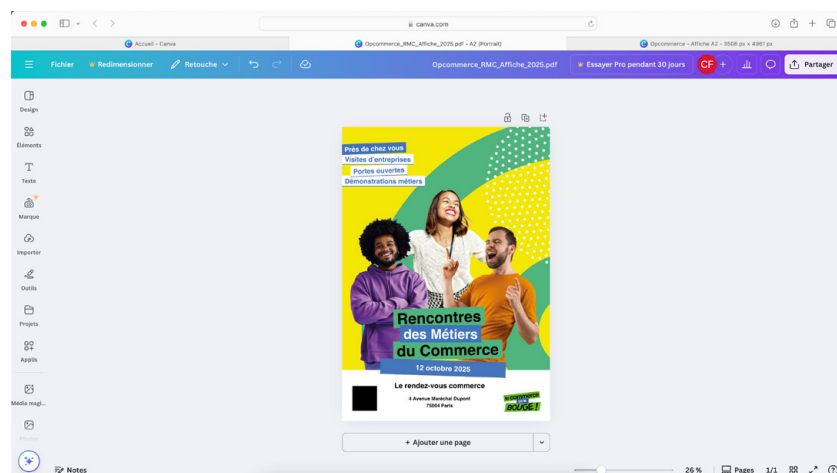 canva.com
Accueil - Canva
Opcommerce_RMC_Affiche_2025.pdf - A2 (Portrait)
Opcommerce - Affiche A2 - 3508 px × 4961 px
Fichier
Redimensionner
Retouche
Opcommerce_RMC_Affiche_2025.pdf
Essayer Pro pendant 30 jours
CF
Partager
Design
Éléments
Texte
Marque
Importer
Outils
Projets
Applis
Média magi...
Photos
Près de chez vous
Visites d'entreprises
Portes ouvertes
Démonstrations métiers
Rencontres
des Métiers
du Commerce
12 octobre 2025
Le rendez-vous commerce
4 Avenue Maréchal Dupont
75004 Paris
le commerce
BOUGE !
+ Ajouter une page
Notes
26 %
Pages
1/1